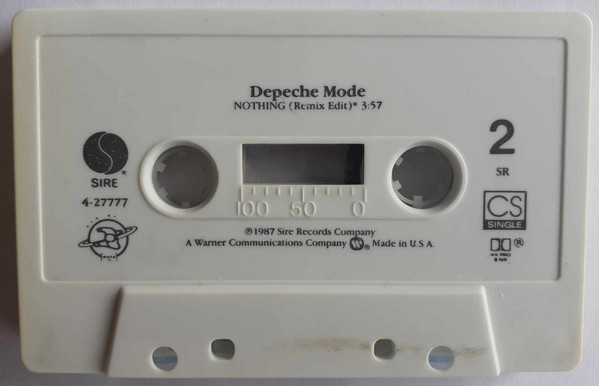 Depeche Mode
NOTHING (Remix Edit)* 3:57
2
SR
SIRE
4-27777
CS
SINGLE
100 50 0
℗1987 Sire Records Company
A Warner Communications Company ®, Made in U.S.A.